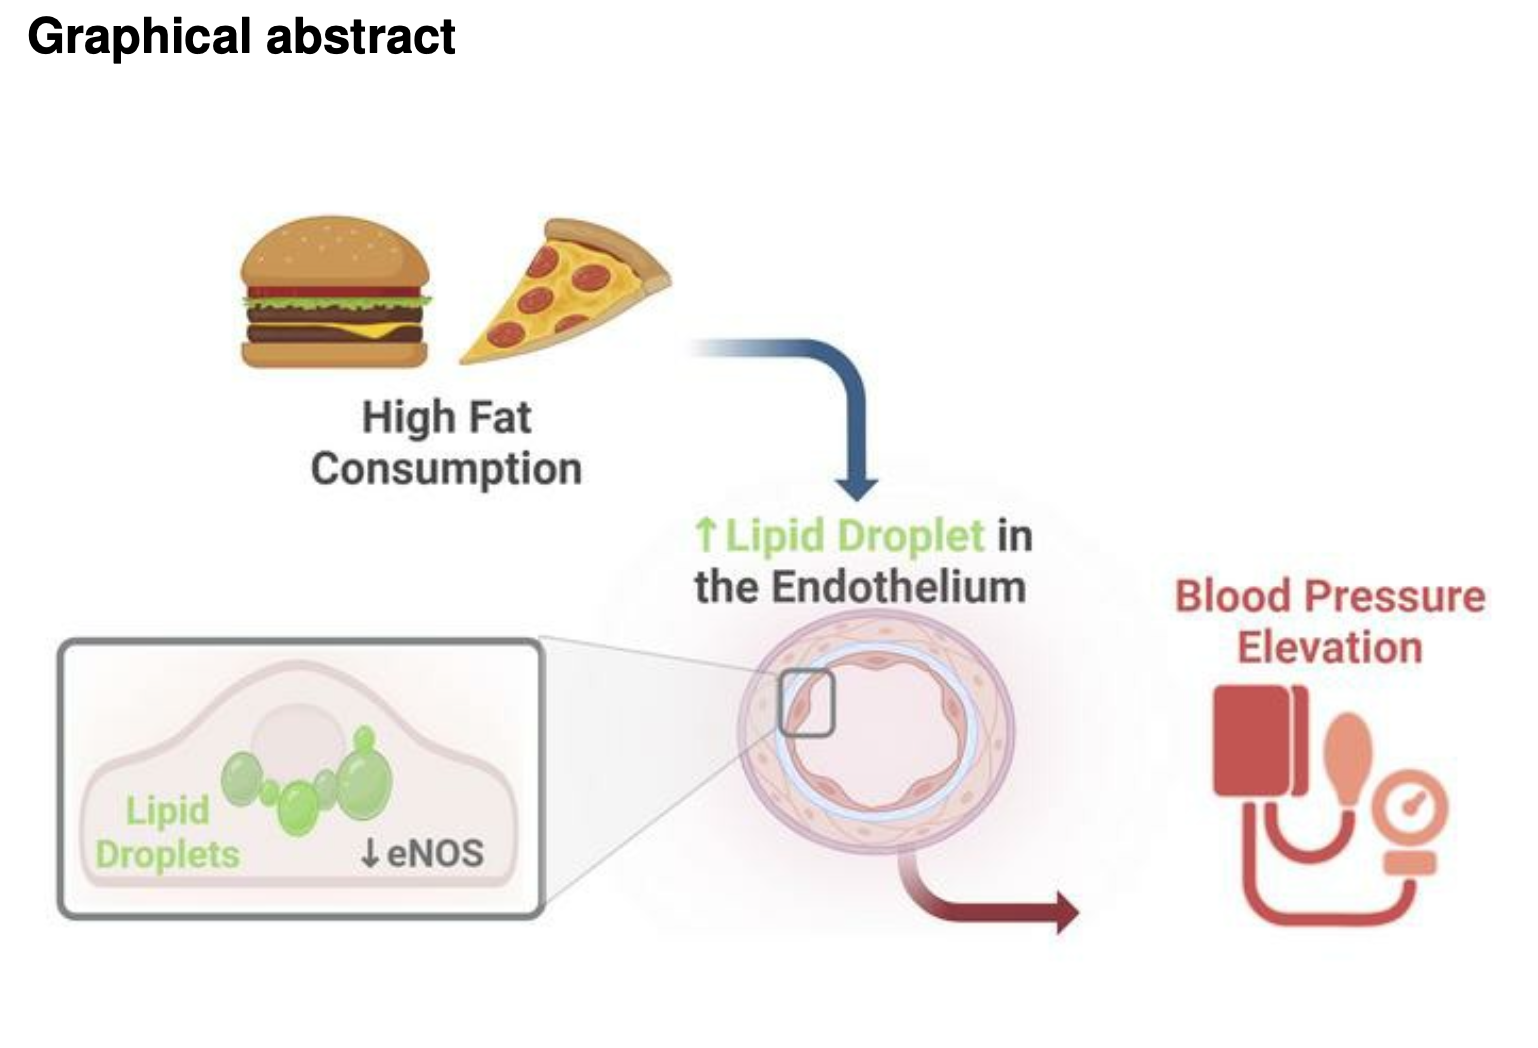 Graphical abstract
High Fat
Consumption
↑Lipid Droplet in
the Endothelium
Blood Pressure
Elevation
Lipid
Droplets
↓eNOS